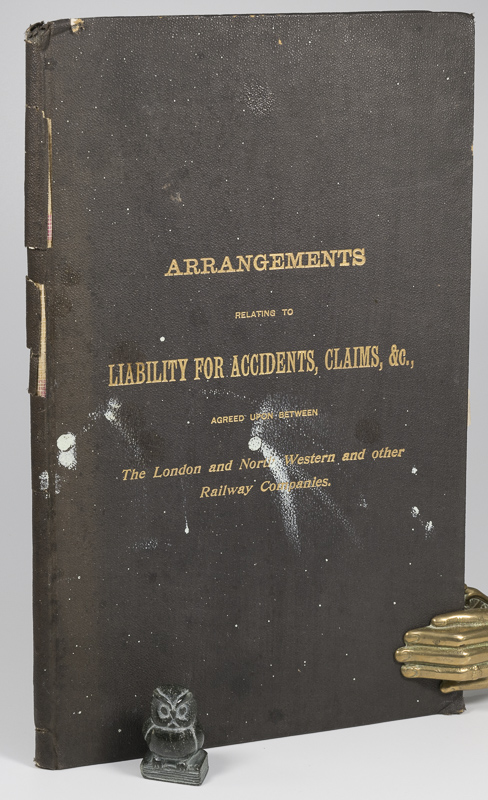 ARRANGEMENTS
RELATING TO
LIABILITY FOR ACCIDENTS, CLAIMS, &c.,
AGREED UPON BETWEEN
The London and North Western and other
Railway Companies.